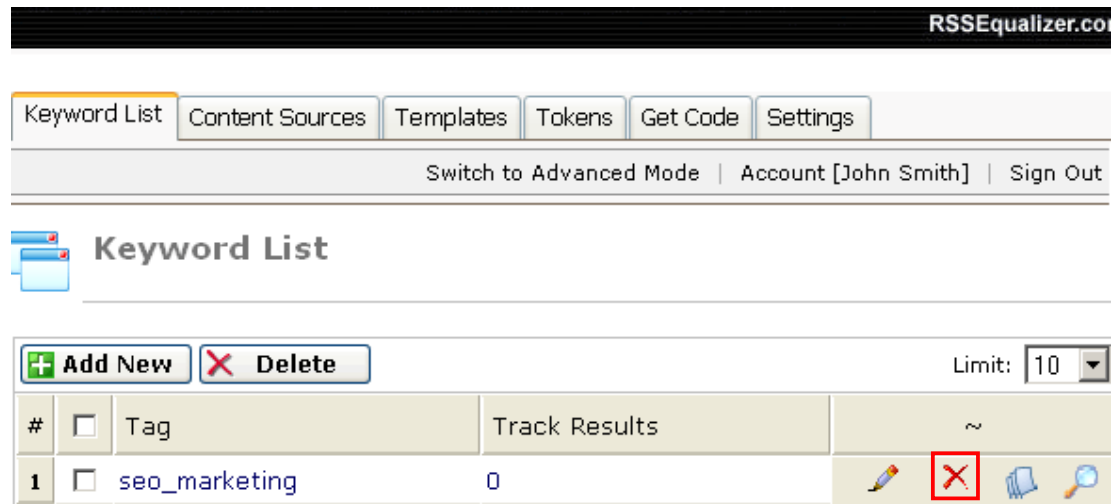 RSSEqualizer.com
Keyword List Content Sources Templates Tokens Get Code Settings
Switch to Advanced Mode | Account [John Smith] | Sign Out
Keyword List
Add New Delete Limit: 10
# Tag Track Results ~
1 seo_marketing 0